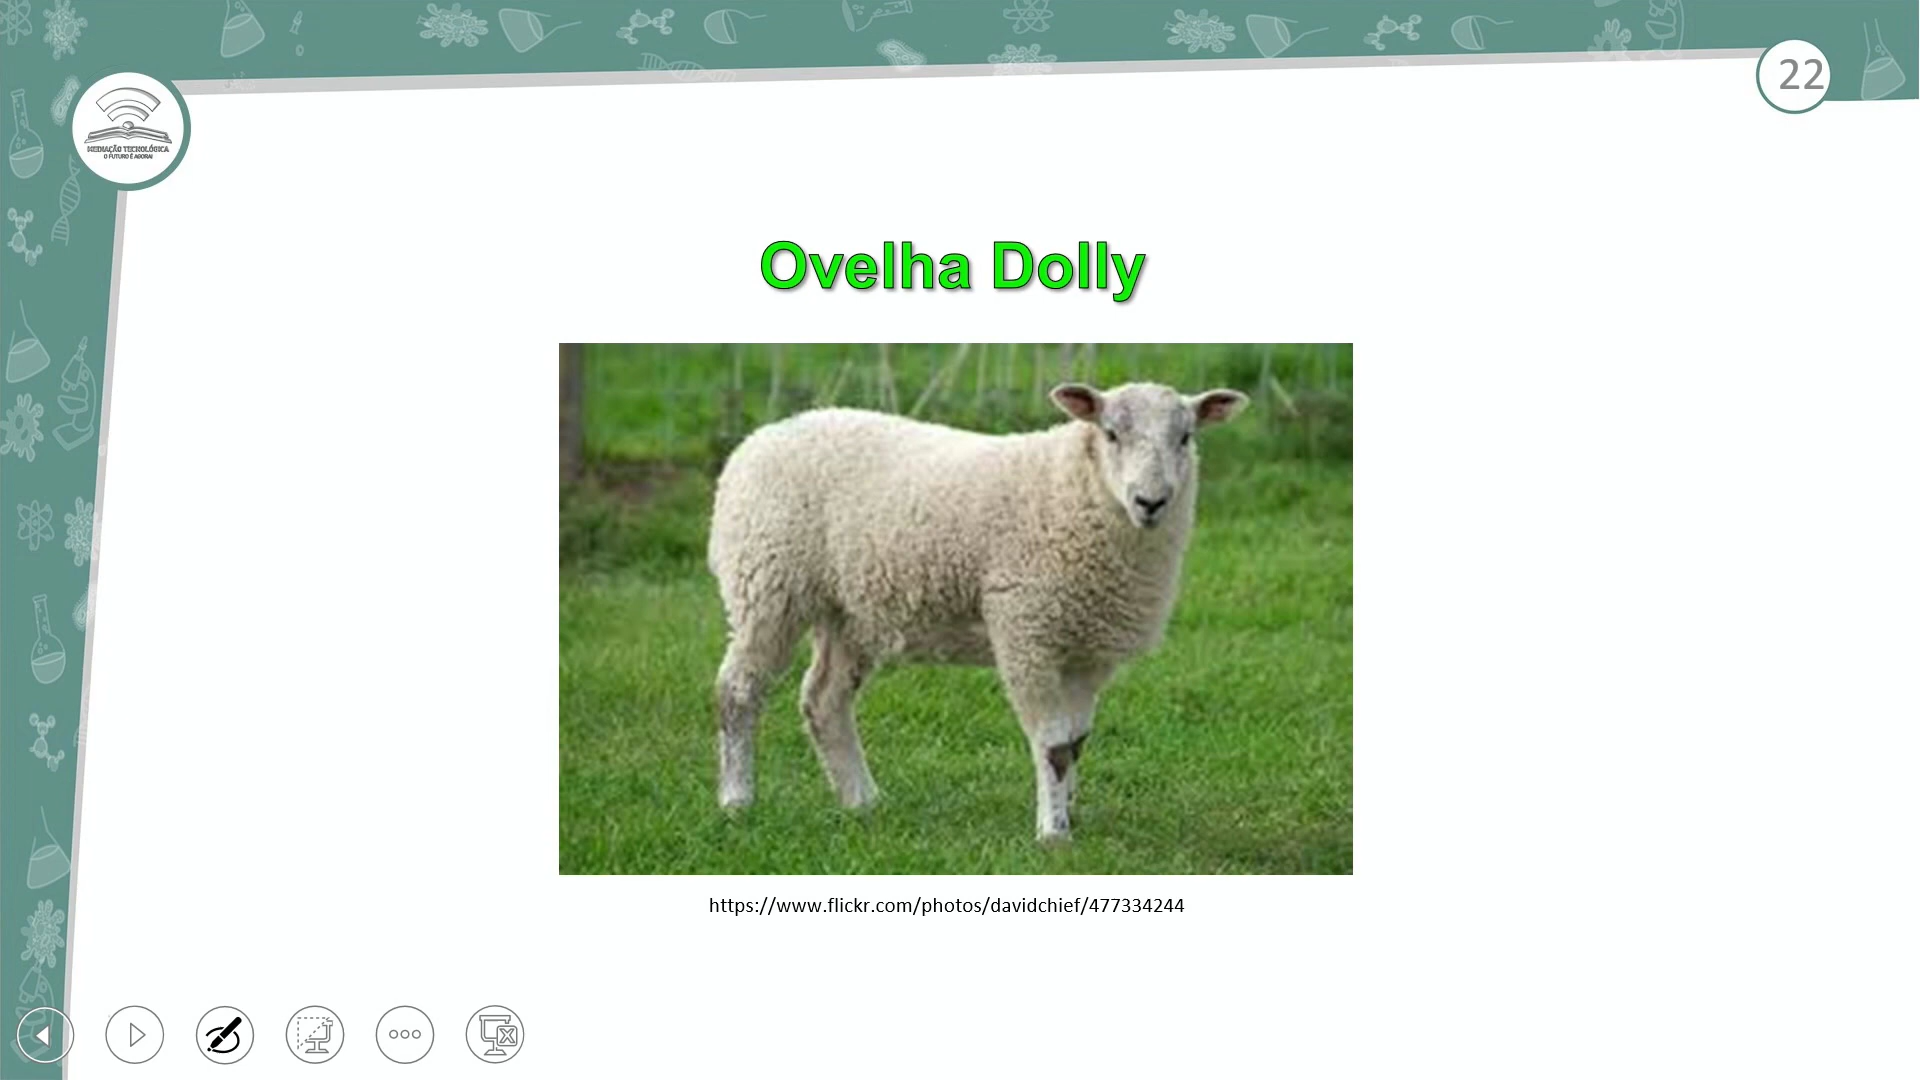 22
MEDIAÇÃO TECNOLÓGICA
O FUTURO É AGORA!
Ovelha Dolly
https://www.flickr.com/photos/davidchief/477334244